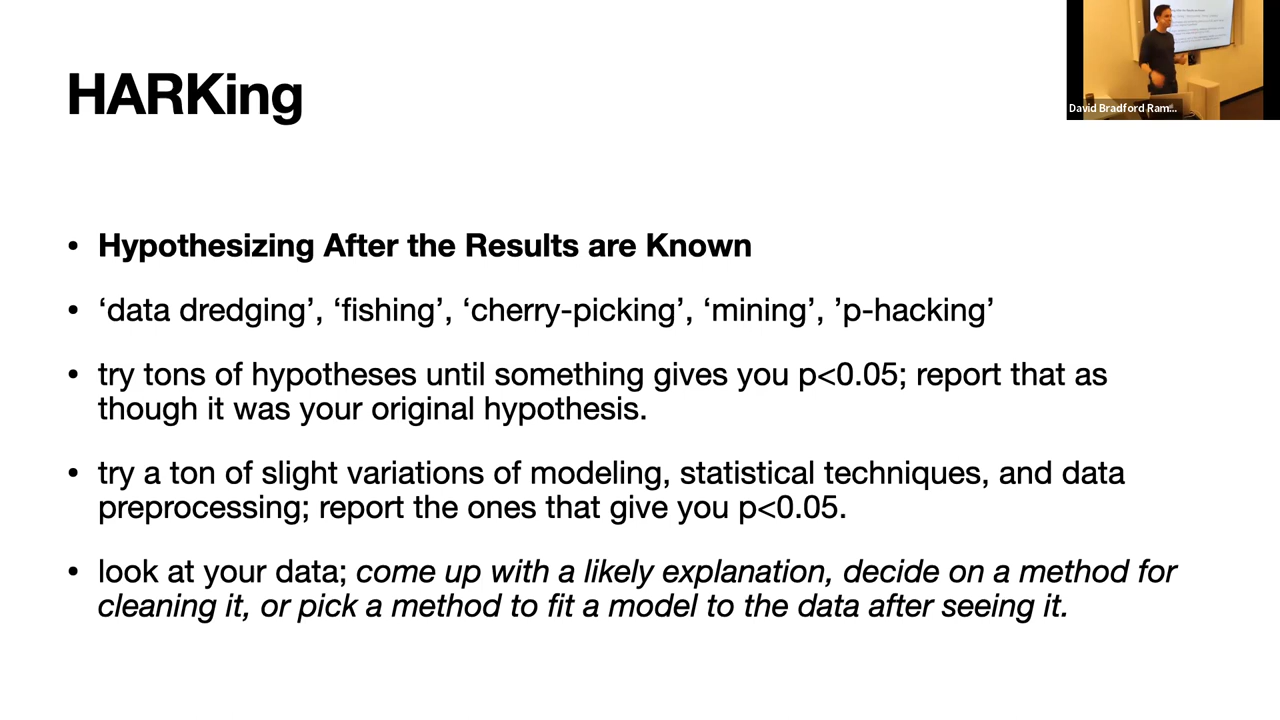 HARKing
David Bradford Ram...
• Hypothesizing After the Results are Known
• ‘data dredging’, ‘fishing’, ‘cherry-picking’, ‘mining’, ’p-hacking’
• try tons of hypotheses until something gives you p<0.05; report that as
though it was your original hypothesis.
• try a ton of slight variations of modeling, statistical techniques, and data
preprocessing; report the ones that give you p<0.05.
• look at your data; come up with a likely explanation, decide on a method for
cleaning it, or pick a method to fit a model to the data after seeing it.